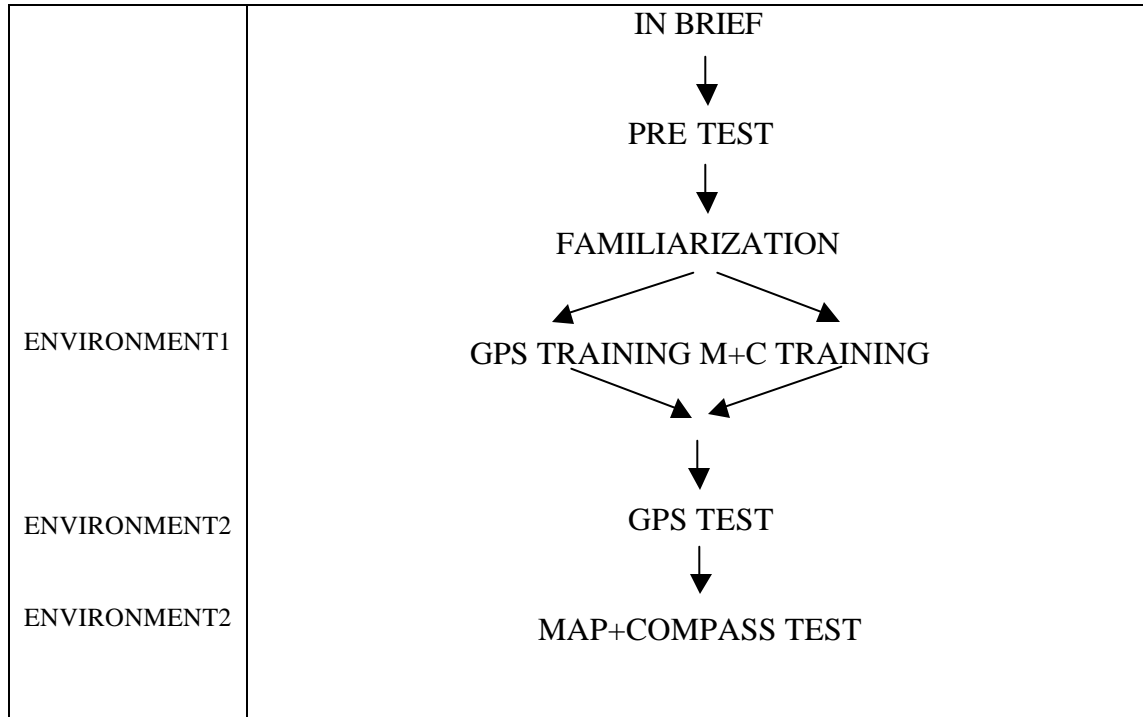 IN BRIEF
PRE TEST
FAMILIARIZATION
ENVIRONMENT1
GPS TRAINING M+C TRAINING
ENVIRONMENT2
GPS TEST
ENVIRONMENT2
MAP+COMPASS TEST